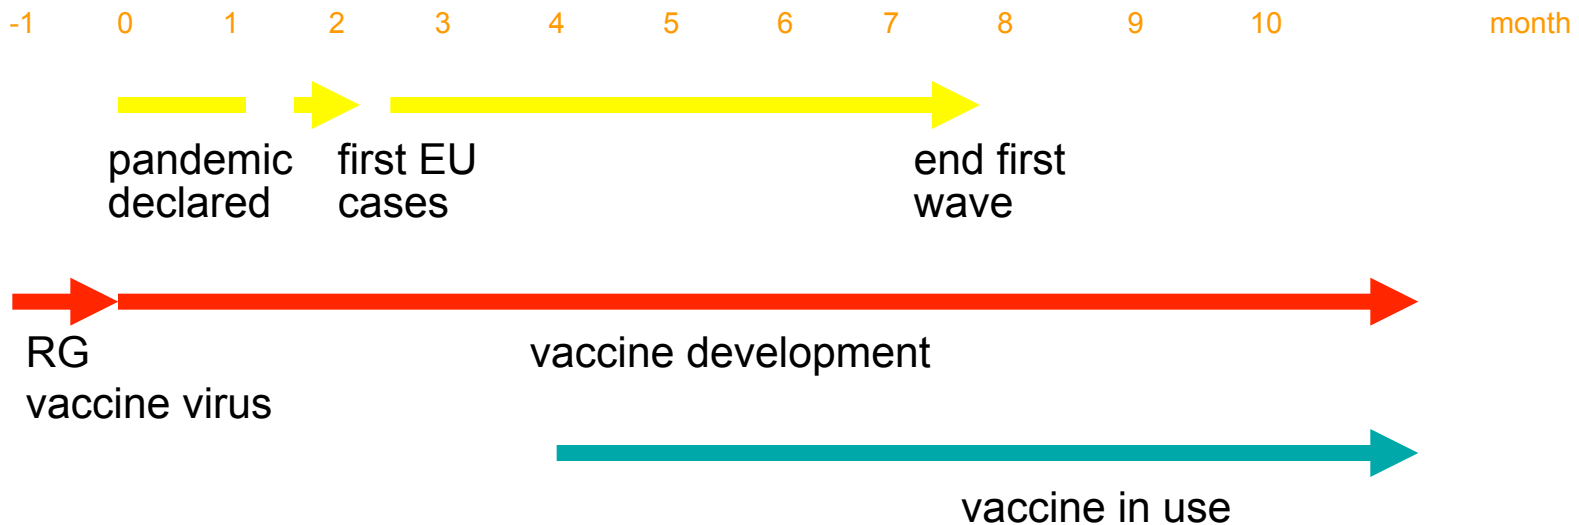 -1 0 1 2 3 4 5 6 7 8 9 10 month
pandemic first EU end first
declared cases wave
RG vaccine development
vaccine virus
vaccine in use